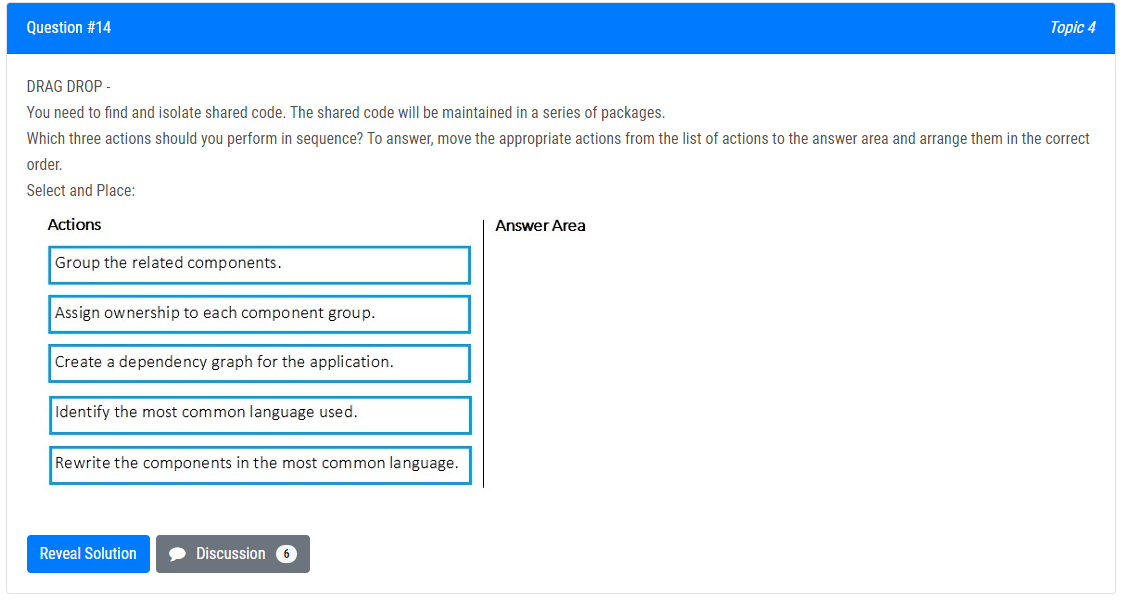 Question #14
Topic 4
DRAG DROP -
You need to find and isolate shared code. The shared code will be maintained in a series of packages.
Which three actions should you perform in sequence? To answer, move the appropriate actions from the list of actions to the answer area and arrange them in the correct
order.
Select and Place:
Actions
Answer Area
Group the related components.
Assign ownership to each component group.
Create a dependency graph for the application.
Identify the most common language used.
Rewrite the components in the most common language.
Reveal Solution
Discussion 6